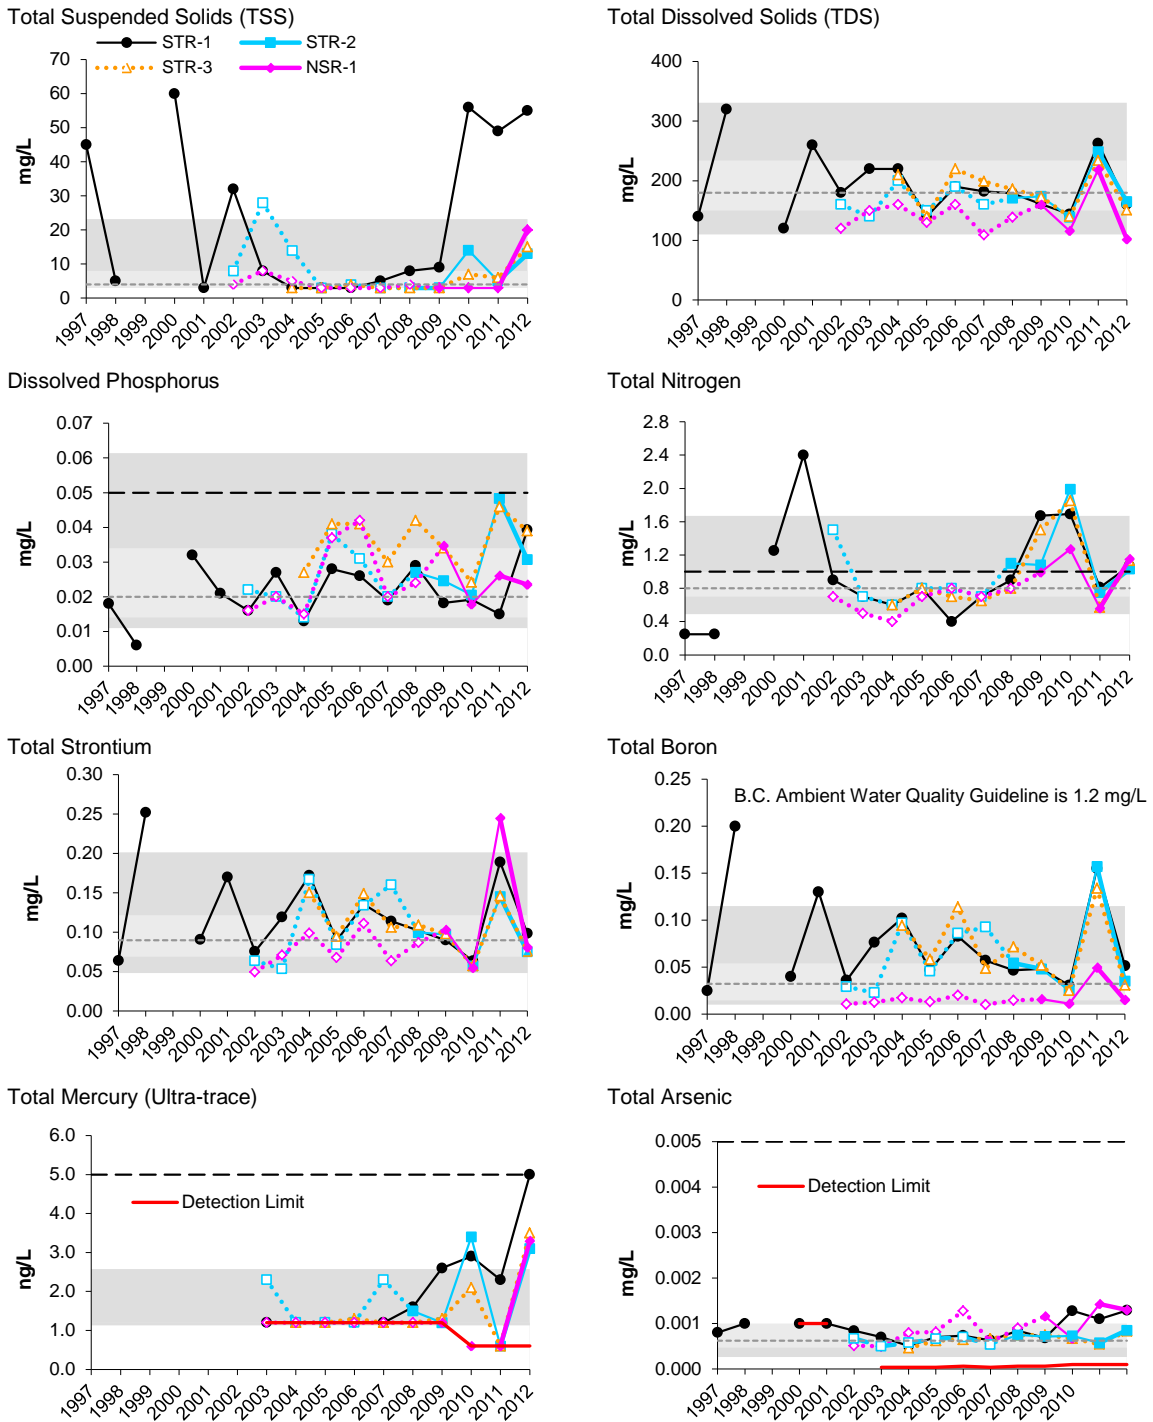 Total Suspended Solids (TSS)
STR-1 STR-2
STR-3 NSR-1
70
60
50
40
30
20
10
0
mg/L
1997 1998 1999 2000 2001 2002 2003 2004 2005 2006 2007 2008 2009 2010 2011 2012
Total Dissolved Solids (TDS)
400
300
200
100
0
mg/L
1997 1998 1999 2000 2001 2002 2003 2004 2005 2006 2007 2008 2009 2010 2011 2012
Dissolved Phosphorus
0.07
0.06
0.05
0.04
0.03
0.02
0.01
0.00
mg/L
1997 1998 1999 2000 2001 2002 2003 2004 2005 2006 2007 2008 2009 2010 2011 2012
Total Nitrogen
2.8
2.4
2.0
1.6
1.2
0.8
0.4
0.0
mg/L
1997 1998 1999 2000 2001 2002 2003 2004 2005 2006 2007 2008 2009 2010 2011 2012
Total Strontium
0.30
0.25
0.20
0.15
0.10
0.05
0.00
mg/L
1997 1998 1999 2000 2001 2002 2003 2004 2005 2006 2007 2008 2009 2010 2011 2012
Total Boron
B.C. Ambient Water Quality Guideline is 1.2 mg/L
0.25
0.20
0.15
0.10
0.05
0.00
mg/L
1997 1998 1999 2000 2001 2002 2003 2004 2005 2006 2007 2008 2009 2010 2011 2012
Total Mercury (Ultra-trace)
6.0
5.0
4.0
3.0
2.0
1.0
0.0
ng/L
Detection Limit
1997 1998 1999 2000 2001 2002 2003 2004 2005 2006 2007 2008 2009 2010 2011 2012
Total Arsenic
0.005
0.004
0.003
0.002
0.001
0.000
mg/L
Detection Limit
1997 1998 1999 2000 2001 2002 2003 2004 2005 2006 2007 2008 2009 2010